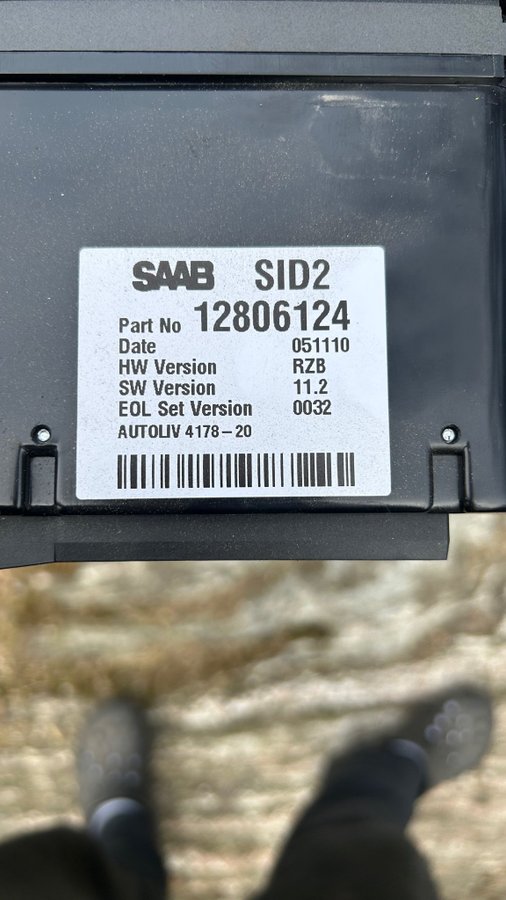 SAAB SID2
Part No 12806124
Date 051110
HW Version RZB
SW Version 11.2
EOL Set Version 0032
AUTOLIV 4178-20